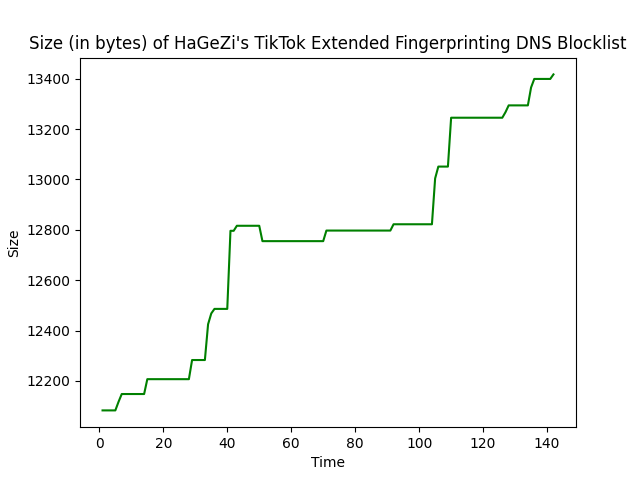 Size (in bytes) of HaGeZi's TikTok Extended Fingerprinting DNS Blocklist
13400
13200
13000
12800
12600
12400
12200
Size
0 20 40 60 80 100 120 140
Time